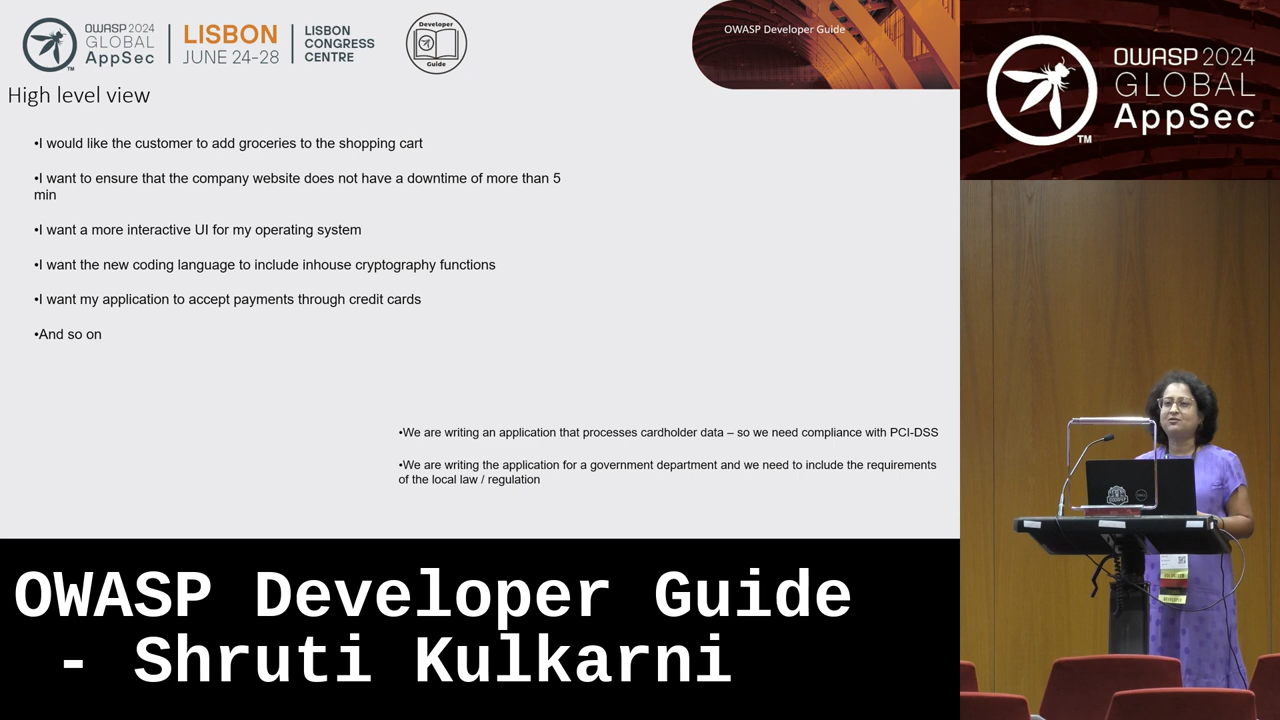 OWASP 2024
GLOBAL
AppSec
TM
LISBON
JUNE 24-28
LISBON
CONGRESS
CENTRE
Developer
Guide
OWASP Developer Guide
High level view
•I would like the customer to add groceries to the shopping cart
•I want to ensure that the company website does not have a downtime of more than 5
min
•I want a more interactive UI for my operating system
•I want the new coding language to include inhouse cryptography functions
•I want my application to accept payments through credit cards
•And so on
•We are writing an application that processes cardholder data – so we need compliance with PCI-DSS
•We are writing the application for a government department and we need to include the requirements
of the local law / regulation
OWASP Developer Guide
- Shruti Kulkarni
OWASP 2024
GLOBAL
AppSec
TM
DELL
VOLUNTEER